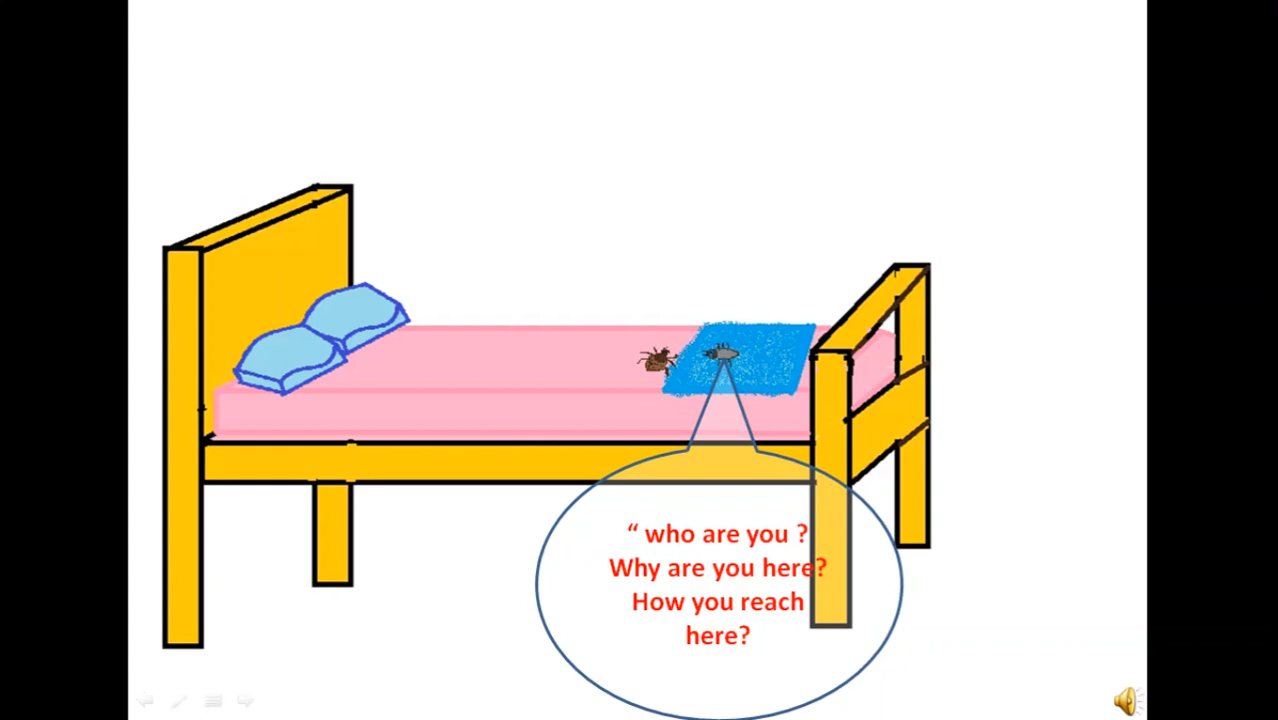 “ who are you ?
Why are you here?
How you reach
here?